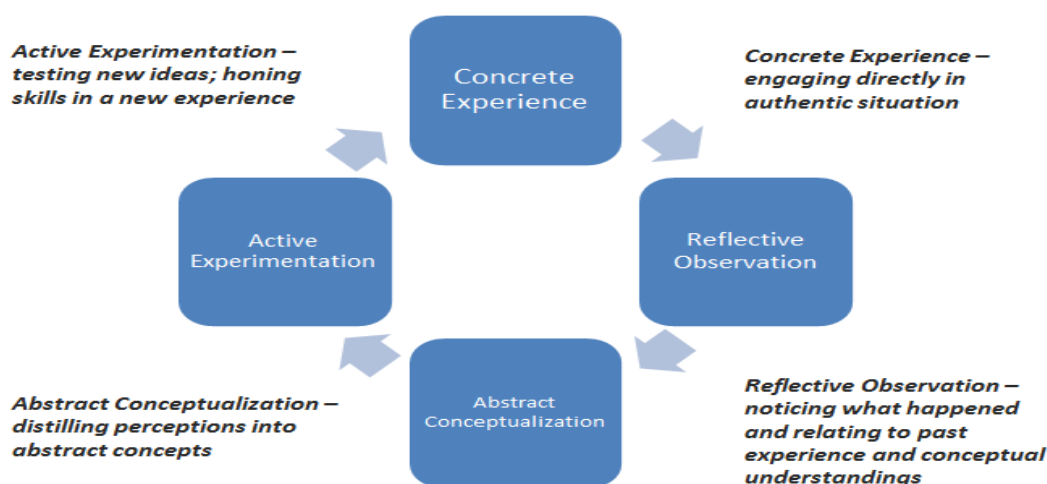 Active Experimentation –
testing new ideas; honing
skills in a new experience
Concrete
Experience
Concrete Experience –
engaging directly in
authentic situation
Active
Experimentation
Reflective
Observation
Abstract Conceptualization –
distilling perceptions into
abstract concepts
Abstract
Conceptualization
Reflective Observation –
noticing what happened
and relating to past
experience and conceptual
understandings